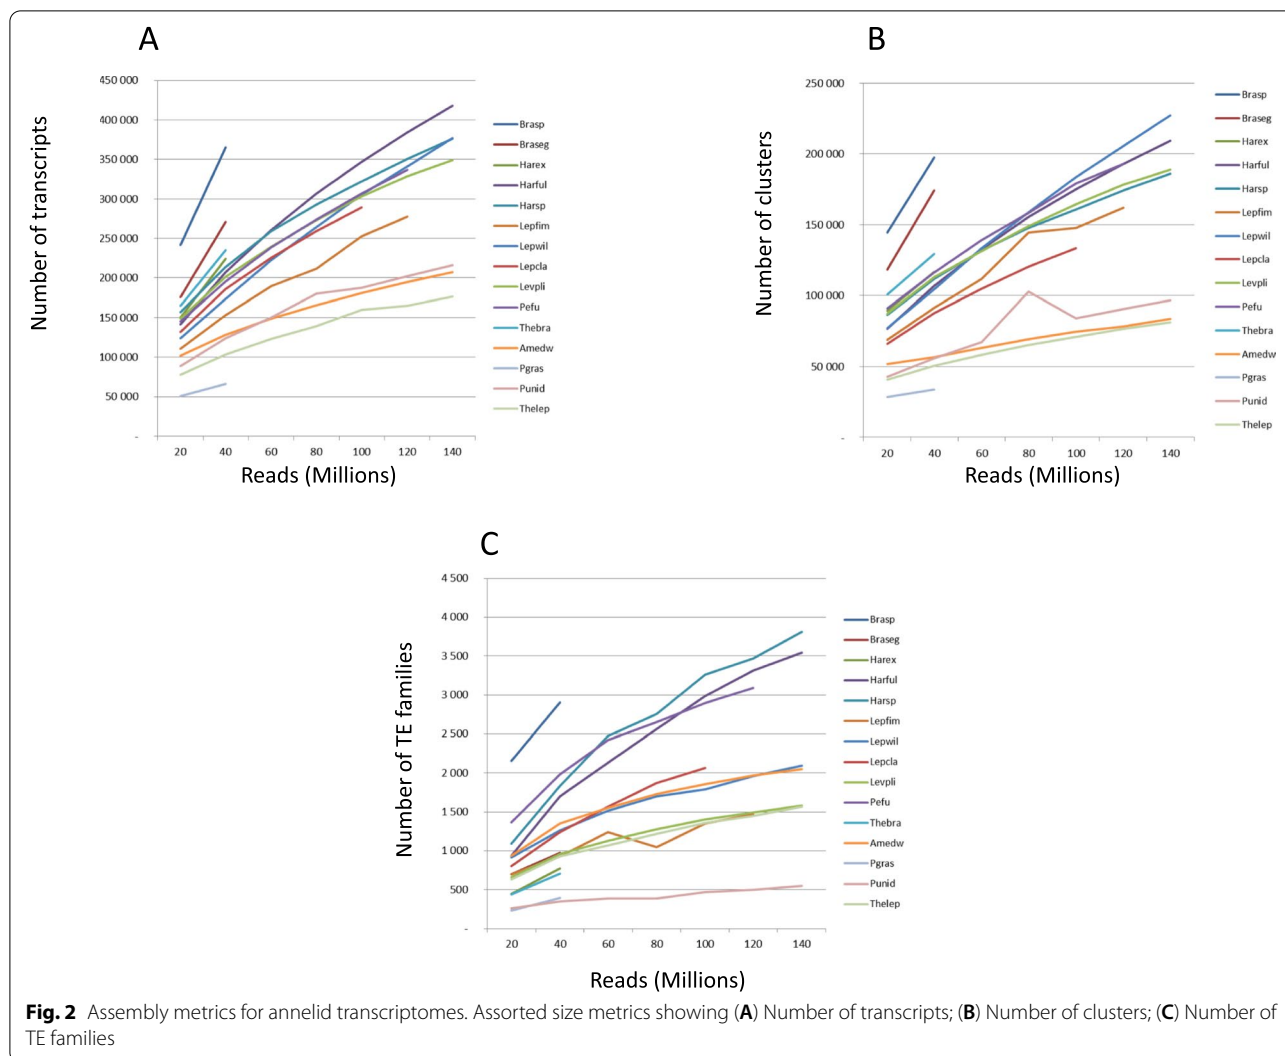 A
Number of transcripts
450 000
400 000
350 000
300 000
250 000
200 000
150 000
100 000
50 000
-
20 40 60 80 100 120 140
Reads (Millions)
Brasp
Braseg
Harex
Harful
Harsp
Lepfim
Lepwil
Lepcla
Levpli
Pefu
Thebra
Amedw
Pgras
Punid
Thelep
B
Number of clusters
250 000
200 000
150 000
100 000
50 000
-
20 40 60 80 100 120 140
Reads (Millions)
Brasp
Braseg
Harex
Harful
Harsp
Lepfim
Lepwil
Lepcla
Levpli
Pefu
Thebra
Amedw
Pgras
Punid
Thelep
C
Number of TE families
4 500
4 000
3 500
3 000
2 500
2 000
1 500
1 000
500
-
20 40 60 80 100 120 140
Reads (Millions)
Brasp
Braseg
Harex
Harful
Harsp
Lepfim
Lepwil
Lepcla
Levpli
Pefu
Thebra
Amedw
Pgras
Punid
Thelep
Fig. 2 Assembly metrics for annelid transcriptomes. Assorted size metrics showing (A) Number of transcripts; (B) Number of clusters; (C) Number of
TE families